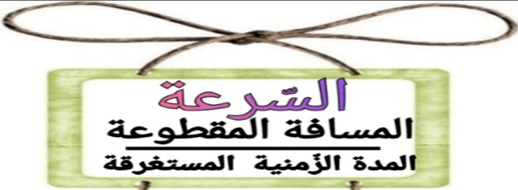 السّرعة
المسافة المقطوعة
المدة الزّمنية المستغرقة